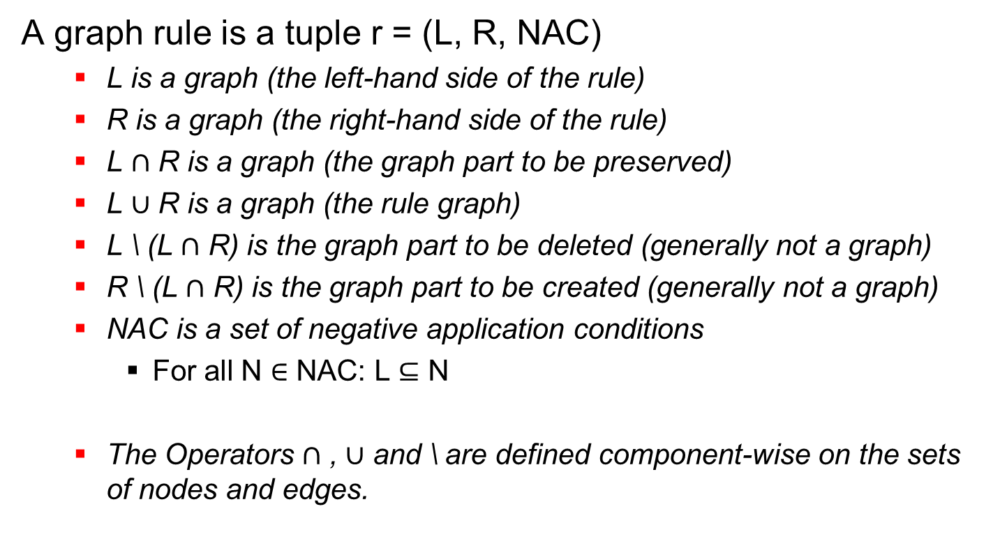 A graph rule is a tuple r = (L, R, NAC)
▪ L is a graph (the left-hand side of the rule)
▪ R is a graph (the right-hand side of the rule)
▪ L ∩ R is a graph (the graph part to be preserved)
▪ L ∪ R is a graph (the rule graph)
▪ L \ (L ∩ R) is the graph part to be deleted (generally not a graph)
▪ R \ (L ∩ R) is the graph part to be created (generally not a graph)
▪ NAC is a set of negative application conditions
▪ For all N ∈ NAC: L ⊆ N
▪ The Operators ∩ , ∪ and \ are defined component-wise on the sets
of nodes and edges.